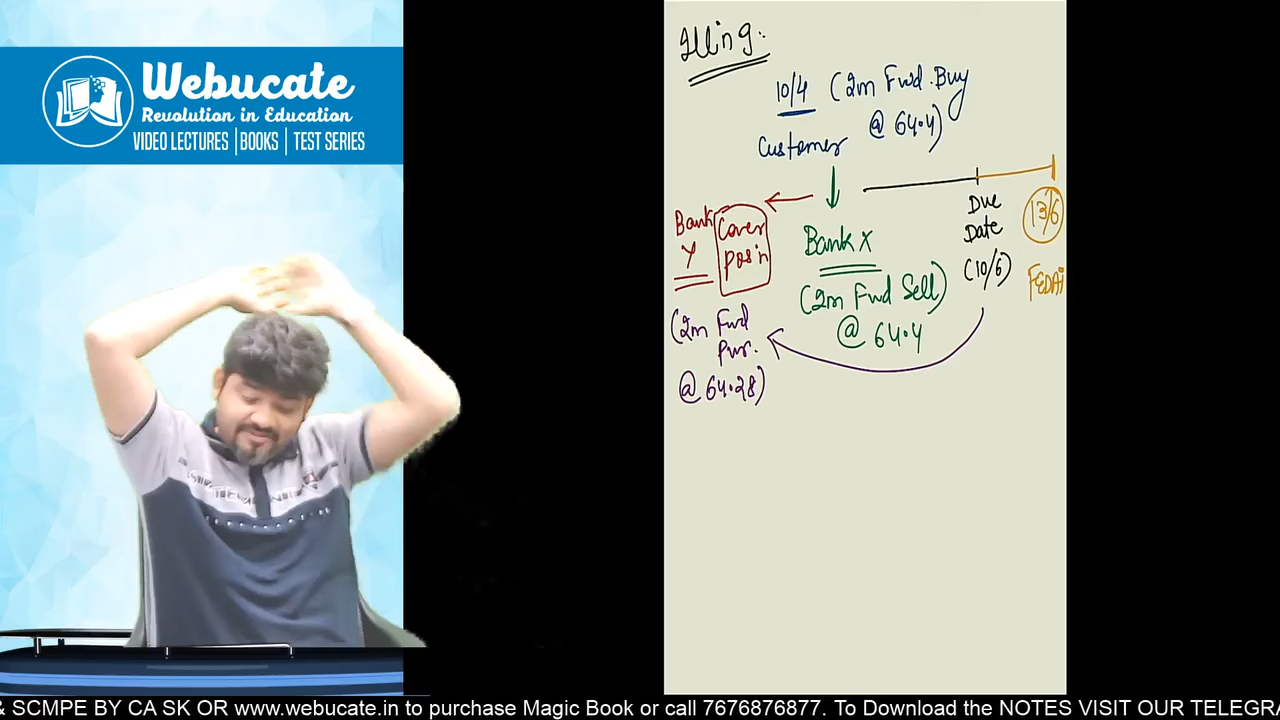 Webucate
Revolution in Education
VIDEO LECTURES | BOOKS | TEST SERIES
Illing:
10/4 (2m Fwd. Buy
@ 64.4)
Customer
Bank Y
Cover posn
Bank X
Due
Date
(10/6)
13/6
FEDAi
(2m Fwd Sell)
@ 64.4
(2m Fwd
Pur.
@ 64.28)
& SCMPE BY CA SK OR www.webucate.in to purchase Magic Book or call 7676876877. To Download the NOTES VISIT OUR TELEGRA